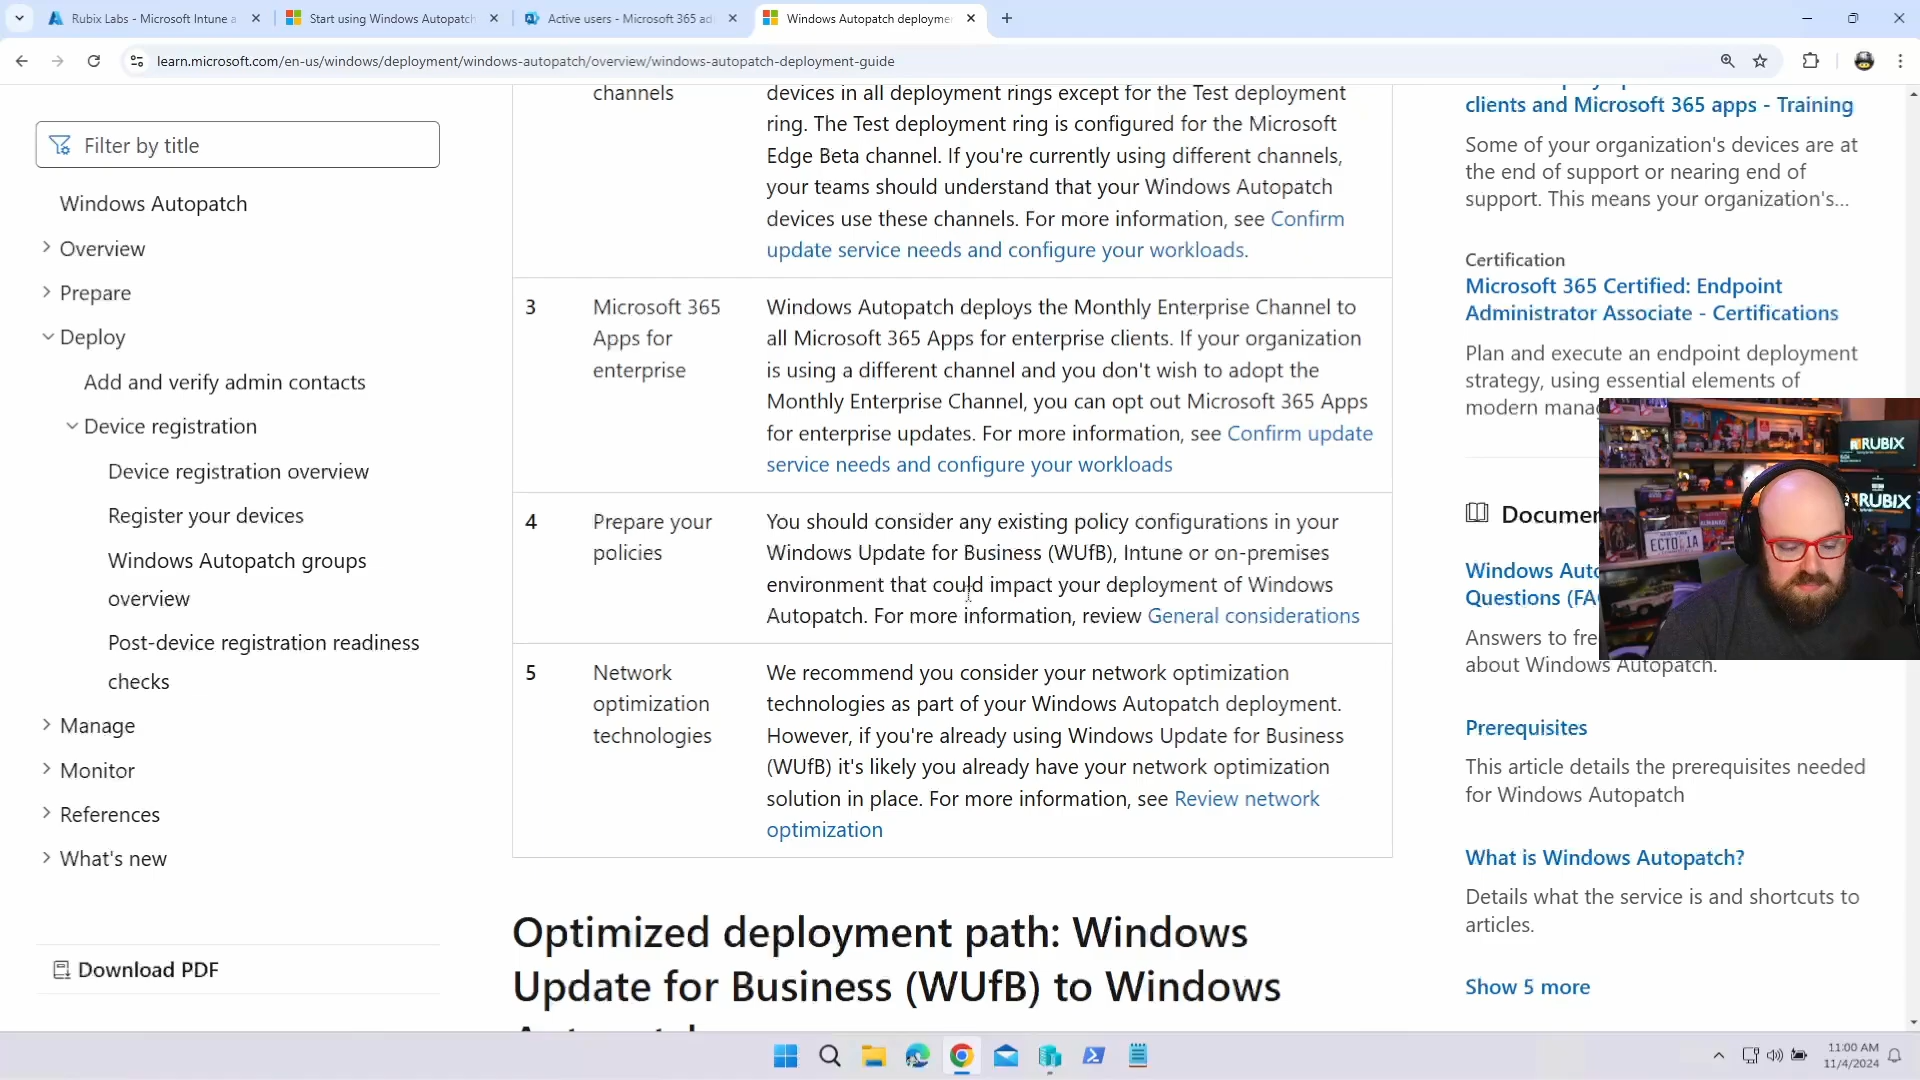 Rubix Labs - Microsoft Intune a
Start using Windows Autopatch
Active users - Microsoft 365 ad
Windows Autopatch deployme
learn.microsoft.com/en-us/windows/deployment/windows-autopatch/overview/windows-autopatch-deployment-guide
Filter by title
Windows Autopatch
Overview
Prepare
Deploy
Add and verify admin contacts
Device registration
Device registration overview
Register your devices
Windows Autopatch groups
overview
Post-device registration readiness
checks
Manage
Monitor
References
What's new
Download PDF
channels
devices in all deployment rings except for the Test deployment
ring. The Test deployment ring is configured for the Microsoft
Edge Beta channel. If you're currently using different channels,
your teams should understand that your Windows Autopatch
devices use these channels. For more information, see Confirm
update service needs and configure your workloads.
3
Microsoft 365
Apps for
enterprise
Windows Autopatch deploys the Monthly Enterprise Channel to
all Microsoft 365 Apps for enterprise clients. If your organization
is using a different channel and you don't wish to adopt the
Monthly Enterprise Channel, you can opt out Microsoft 365 Apps
for enterprise updates. For more information, see Confirm update
service needs and configure your workloads
4
Prepare your
policies
You should consider any existing policy configurations in your
Windows Update for Business (WUfB), Intune or on-premises
environment that could impact your deployment of Windows
Autopatch. For more information, review General considerations
5
Network
optimization
technologies
We recommend you consider your network optimization
technologies as part of your Windows Autopatch deployment.
However, if you're already using Windows Update for Business
(WUfB) it's likely you already have your network optimization
solution in place. For more information, see Review network
optimization
Optimized deployment path: Windows
Update for Business (WUfB) to Windows
clients and Microsoft 365 apps - Training
Some of your organization's devices are at
the end of support or nearing end of
support. This means your organization's...
Certification
Microsoft 365 Certified: Endpoint
Administrator Associate - Certifications
Plan and execute an endpoint deployment
strategy, using essential elements of
modern mana
Documen
Windows Auto
Questions (FA
Answers to fre
about Windows Autopatch.
Prerequisites
This article details the prerequisites needed
for Windows Autopatch
What is Windows Autopatch?
Details what the service is and shortcuts to
articles.
Show 5 more
RUBIX
RUBIX
ECTO-1A
11:00 AM
11/4/2024